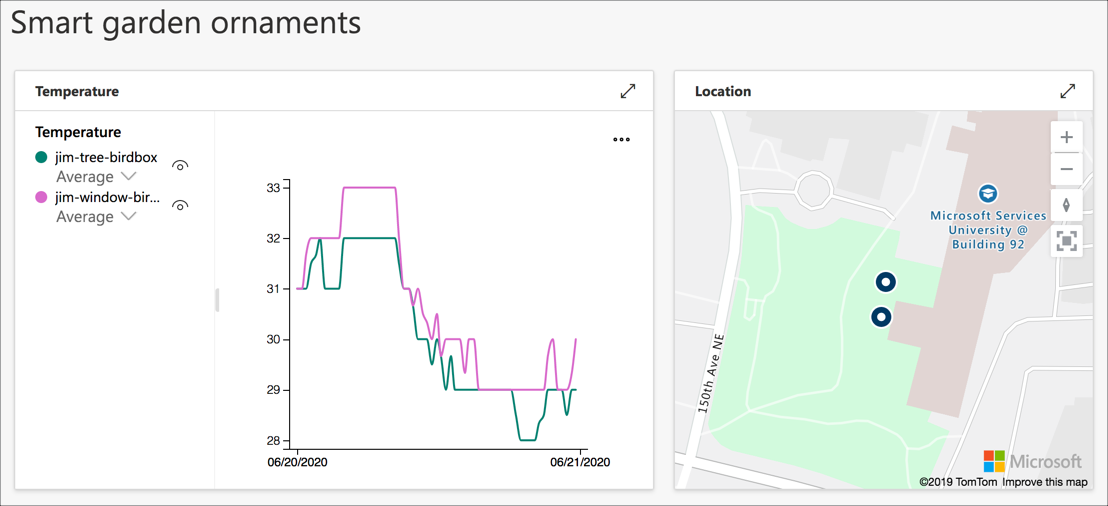 Smart garden ornaments
Temperature
Temperature
jim-tree-birdbox
Average
jim-window-bir...
Average
33
32
31
30
29
28
06/20/2020
06/21/2020
Location
Microsoft Services
University @
Building 92
150th Ave NE
Microsoft
©2019 TomTom Improve this map